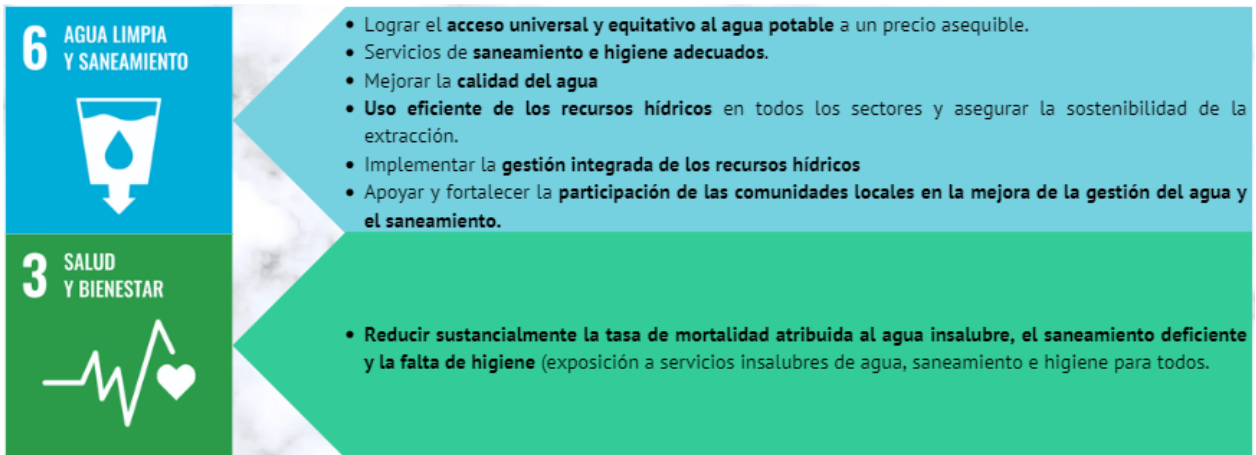 6 AGUA LIMPIA
Y SANEAMIENTO
• Lograr el acceso universal y equitativo al agua potable a un precio asequible.
• Servicios de saneamiento e higiene adecuados.
• Mejorar la calidad del agua
• Uso eficiente de los recursos hídricos en todos los sectores y asegurar la sostenibilidad de la
extracción.
• Implementar la gestión integrada de los recursos hídricos
• Apoyar y fortalecer la participación de las comunidades locales en la mejora de la gestión del agua y
el saneamiento.
3 SALUD
Y BIENESTAR
• Reducir sustancialmente la tasa de mortalidad atribuida al agua insalubre, el saneamiento deficiente
y la falta de higiene (exposición a servicios insalubres de agua, saneamiento e higiene para todos.